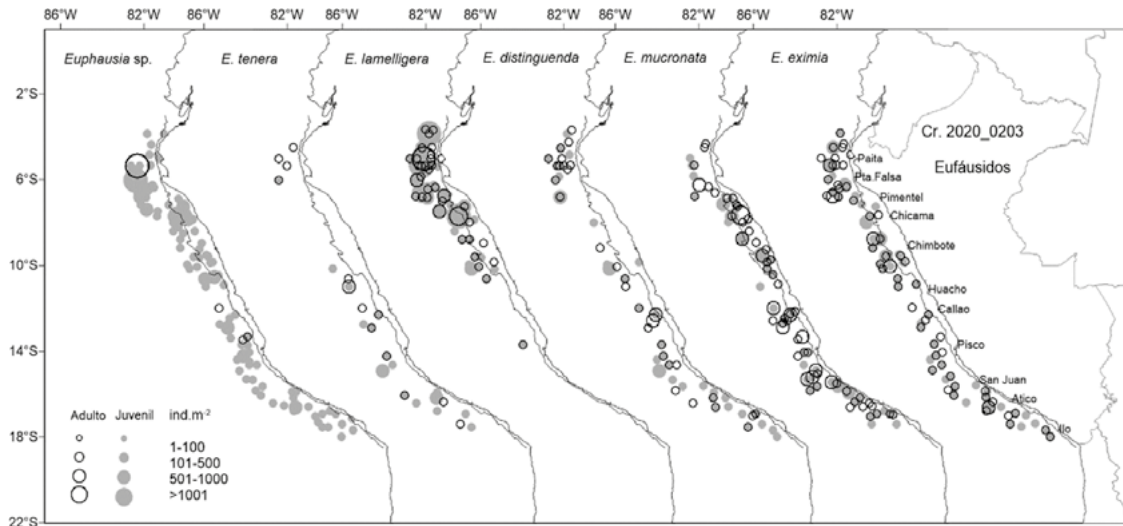 86°W 82°W 86°W 82°W 86°W 82°W 86°W 82°W 86°W 82°W 86°W 82°W
Euphausia sp. E. tenera E. lamelligera E. distinguenda E. mucronata E. eximia
2°S
6°S
10°S
14°S
18°S
22°S
Cr. 2020_0203
Eufáusidos
Paita
Pta.Falsa
Pimentel
Chicama
Chimbote
Huacho
Callao
Pisco
San Juan
Atico
Ilo
Adulto Juvenil ind.m-2
1-100
101-500
501-1000
>1001